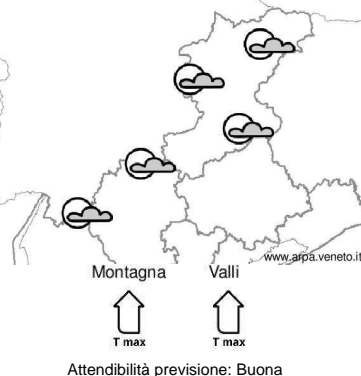 www.arpa.veneto.it
Montagna Valli
T max T max
Attendibilità previsione: Buona